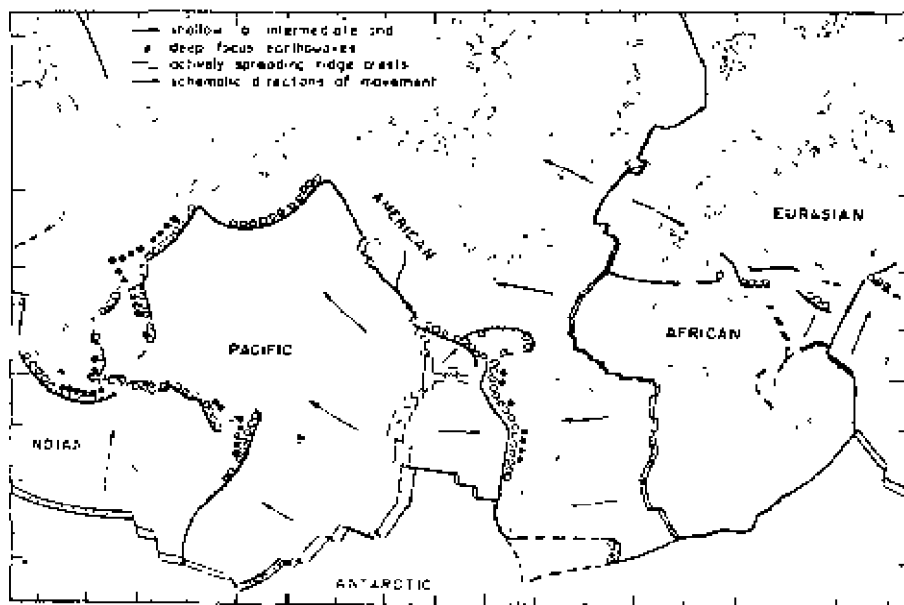 shallow to intermediate and
deep focus earthwaves
actively spreading ridge crests
schematic directions of movement
AMERICAN
EURASIAN
PACIFIC
AFRICAN
INDIAN
ANTARCTIC